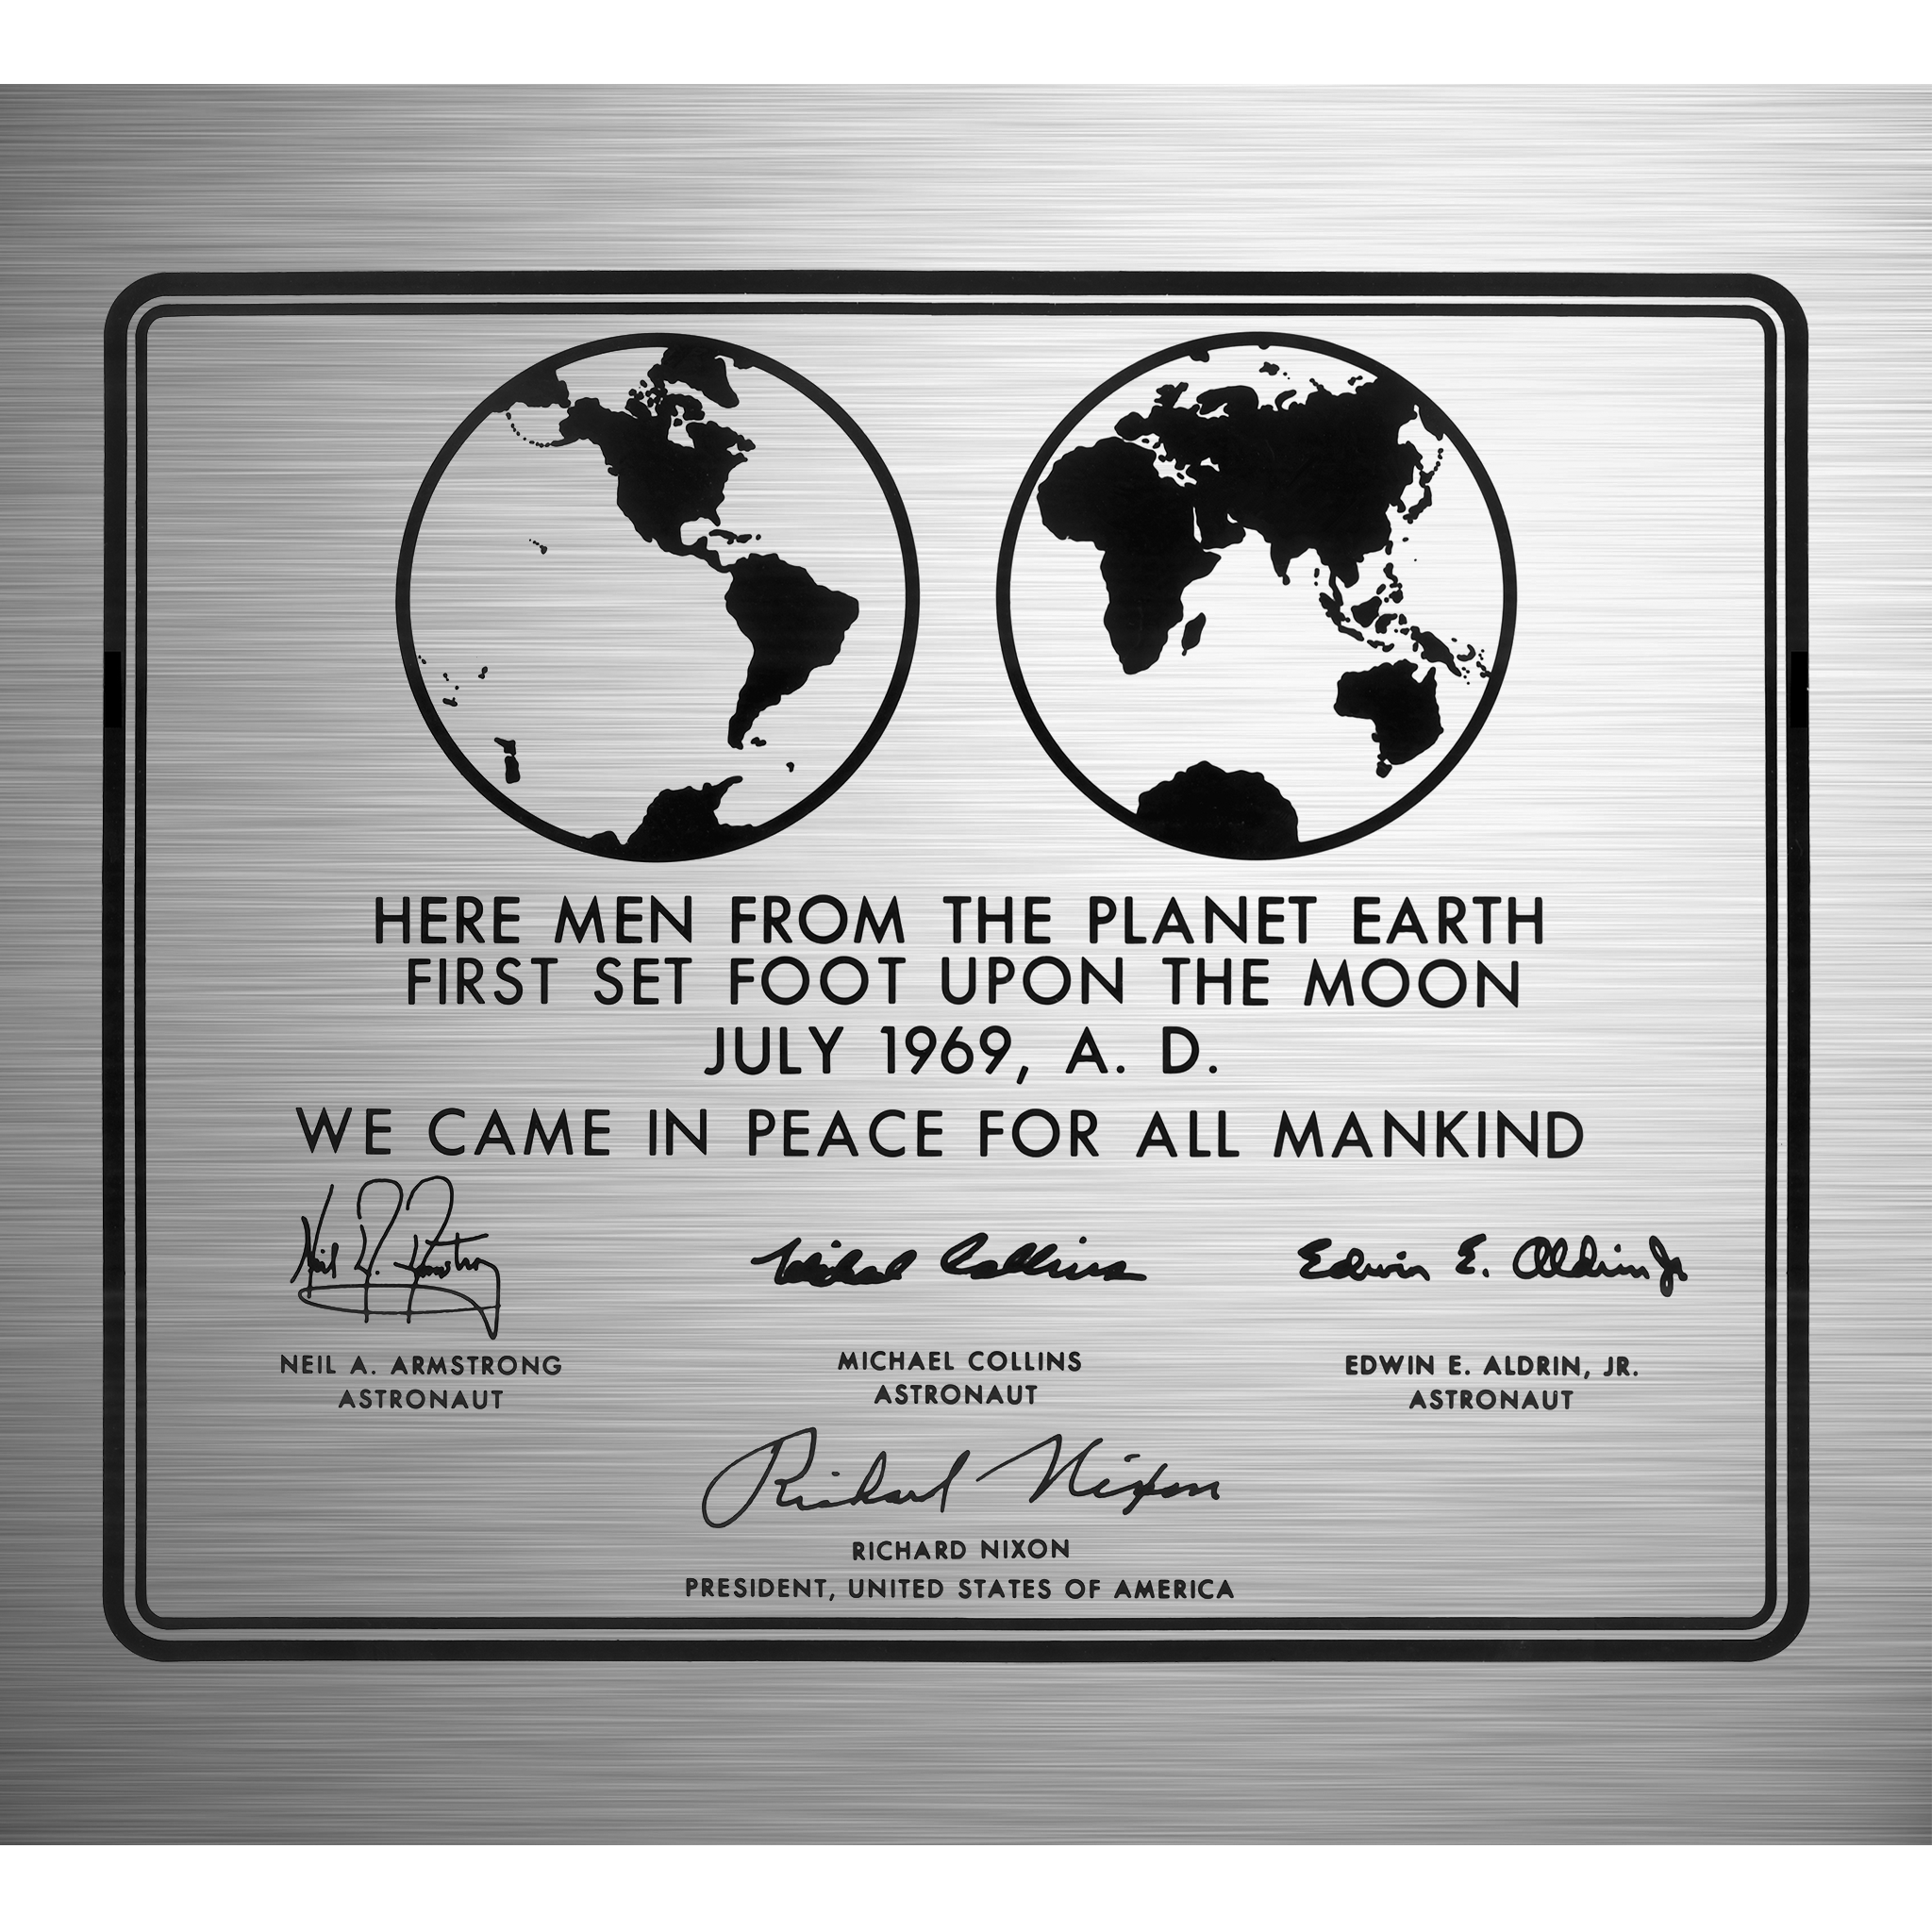 HERE MEN FROM THE PLANET EARTH
FIRST SET FOOT UPON THE MOON
JULY 1969, A. D.
WE CAME IN PEACE FOR ALL MANKIND
Neil A. Armstrong
Michael Collins
Edwin E. Aldrin Jr
NEIL A. ARMSTRONG
ASTRONAUT
MICHAEL COLLINS
ASTRONAUT
EDWIN E. ALDRIN, JR.
ASTRONAUT
Richard Nixon
RICHARD NIXON
PRESIDENT, UNITED STATES OF AMERICA